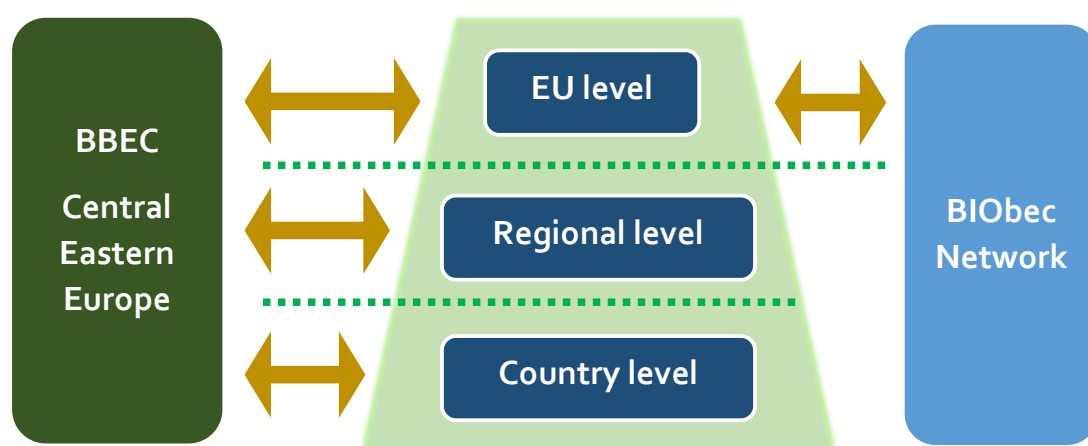 BBEC
Central
Eastern
Europe
EU level
Regional level
Country level
BIObec
Network